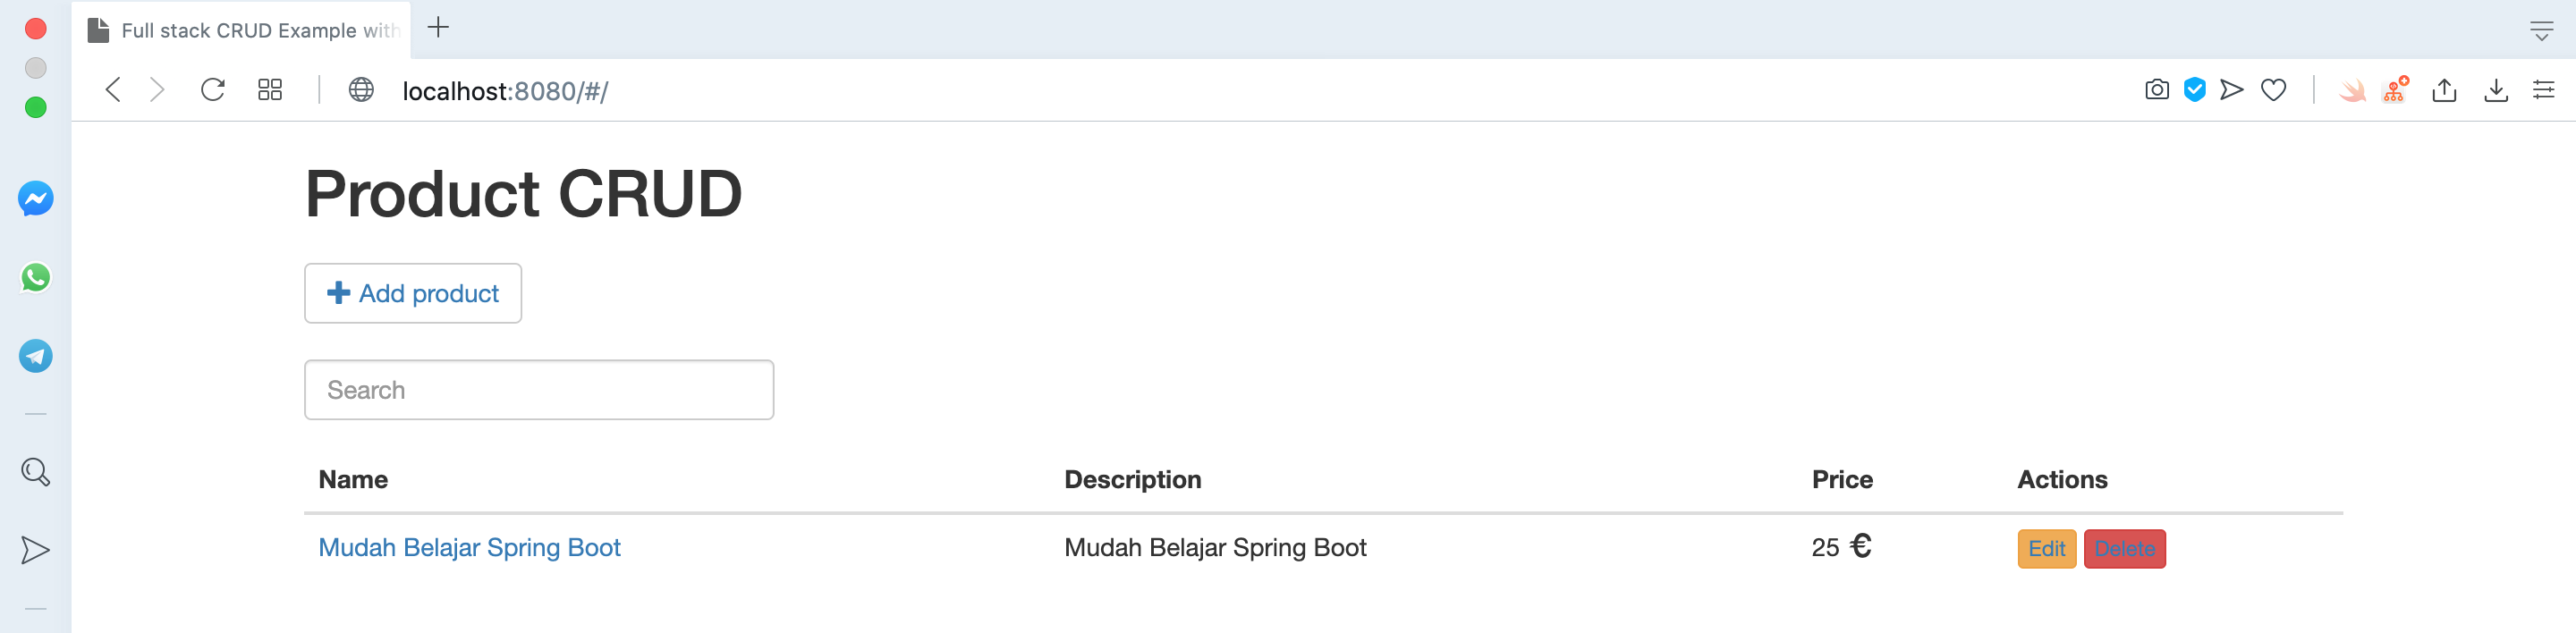 Full stack CRUD Example with
localhost:8080/#/
Product CRUD
Add product
Search
Name Description Price Actions
Mudah Belajar Spring Boot Mudah Belajar Spring Boot 25 € Edit Delete